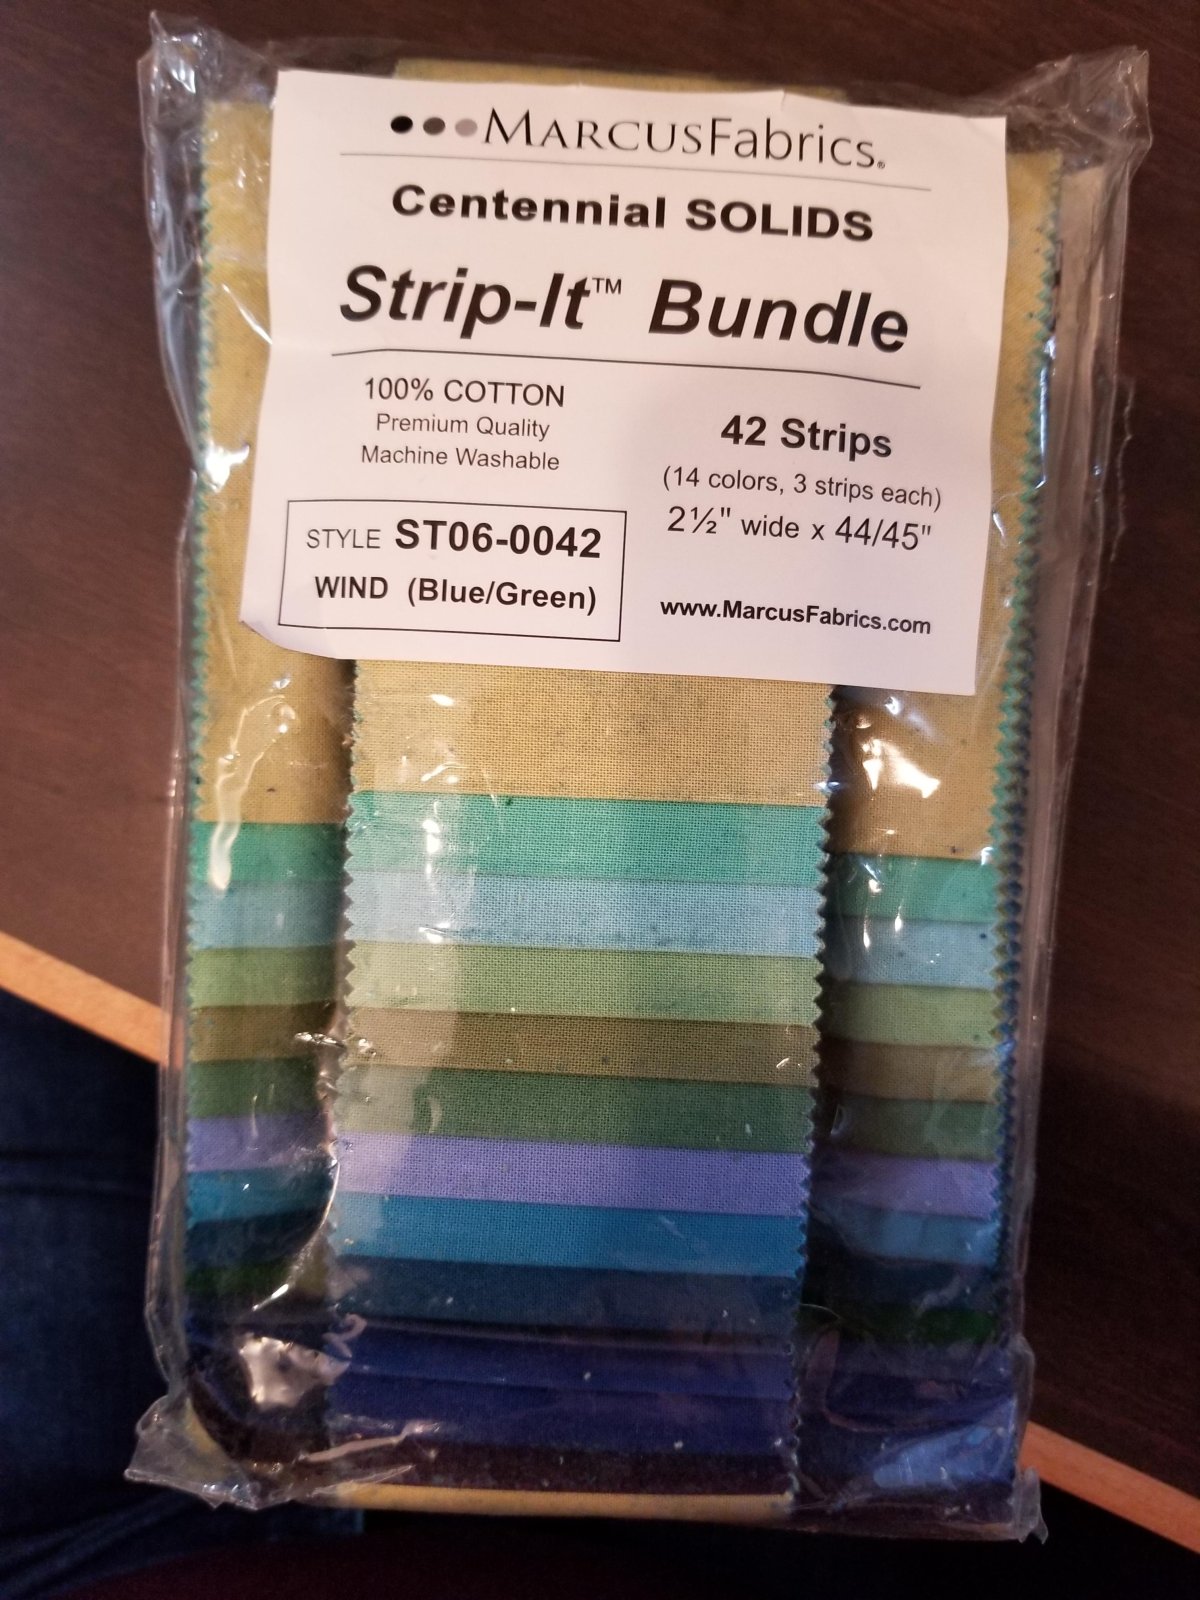 MARCUSFabrics®
Centennial SOLIDS
Strip-It™ Bundle
100% COTTON
Premium Quality
Machine Washable
42 Strips
(14 colors, 3 strips each)
2½" wide x 44/45"
STYLE ST06-0042
WIND (Blue/Green)
www.MarcusFabrics.com